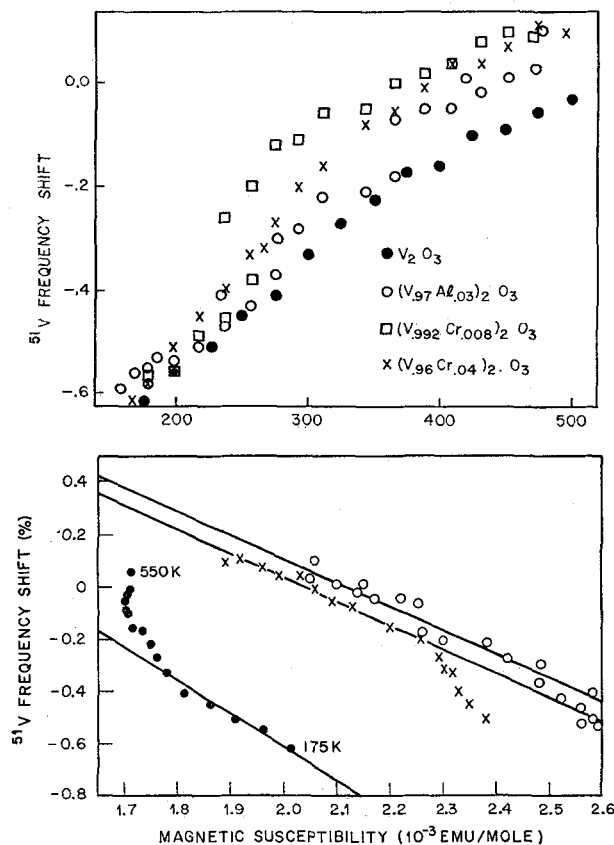 0,0
-.2
-.4
-.6
51V FREQUENCY SHIFT
V2 O3
(V.97 Al.03)2 O3
(V.992 Cr.008)2 O3
(V.96 Cr.04)2. O3
200
300
400
500
0.4
0.2
0
-0.2
-0.4
-0.6
-0.8
51V FREQUENCY SHIFT (%)
550K
175K
1.7
1.8
1.9
2.0
2.1
2.2
2.3
2.4
2.5
2.6
MAGNETIC SUSCEPTIBILITY (10-3 EMU/MOLE)